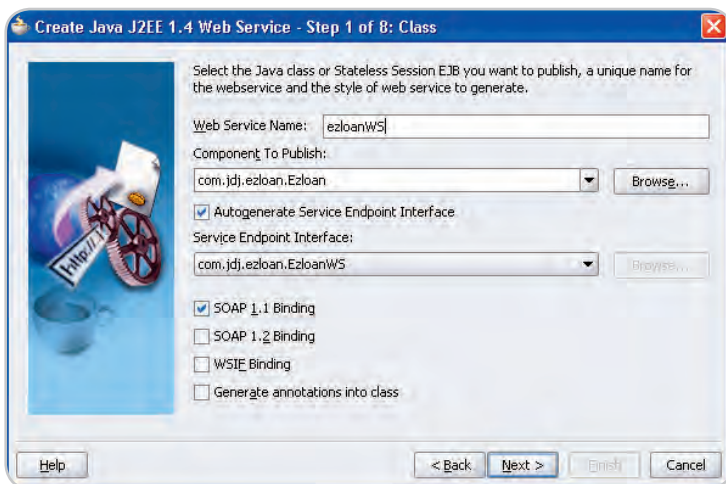 Create Java J2EE 1.4 Web Service - Step 1 of 8: Class
Select the Java class or Stateless Session EJB you want to publish, a unique name for
the webservice and the style of web service to generate.
Web Service Name: ezloanWS
Component To Publish:
com.jdj.ezloan.Ezloan
Browse...
Autogenerate Service Endpoint Interface
Service Endpoint Interface:
com.jdj.ezloan.EzloanWS
Browse...
SOAP 1.1 Binding
SOAP 1.2 Binding
WSIF Binding
Generate annotations into class
http://
Help
< Back
Next >
Finish
Cancel